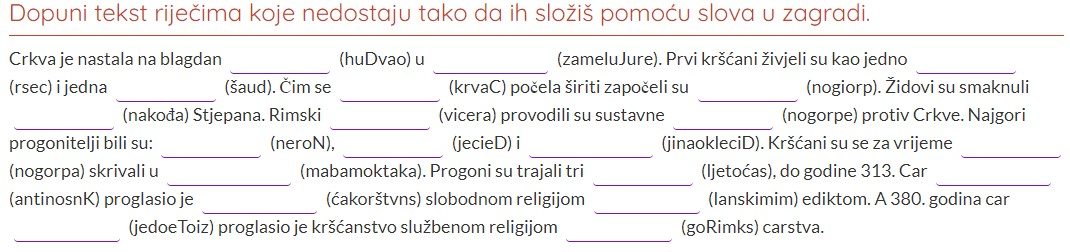 Dopuni tekst riječima koje nedostaju tako da ih složiš pomoću slova u zagradi.
Crkva je nastala na blagdan (huDvao) u (zameluJure). Prvi kršćani živjeli su kao jedno
(rsec) i jedna (šaud). Čim se (krvaC) počela širiti započeli su (nogiorp). Židovi su smaknuli
(nakođa) Stjepana. Rimski (vicera) provodili su sustavne (nogorpe) protiv Crkve. Najgori
progonitelji bili su: (neroN), (jecieD) i (jinaokleciD). Kršćani su se za vrijeme
(nogorpa) skrivali u (mabamoktaka). Progoni su trajali tri (ljetoćas), do godine 313. Car
(antinosnK) proglasio je (ćakorštvns) slobodnom religijom (lanskimim) ediktom. A 380. godina car
(jedoeToiz) proglasio je kršćanstvo službenom religijom (goRimks) carstva.